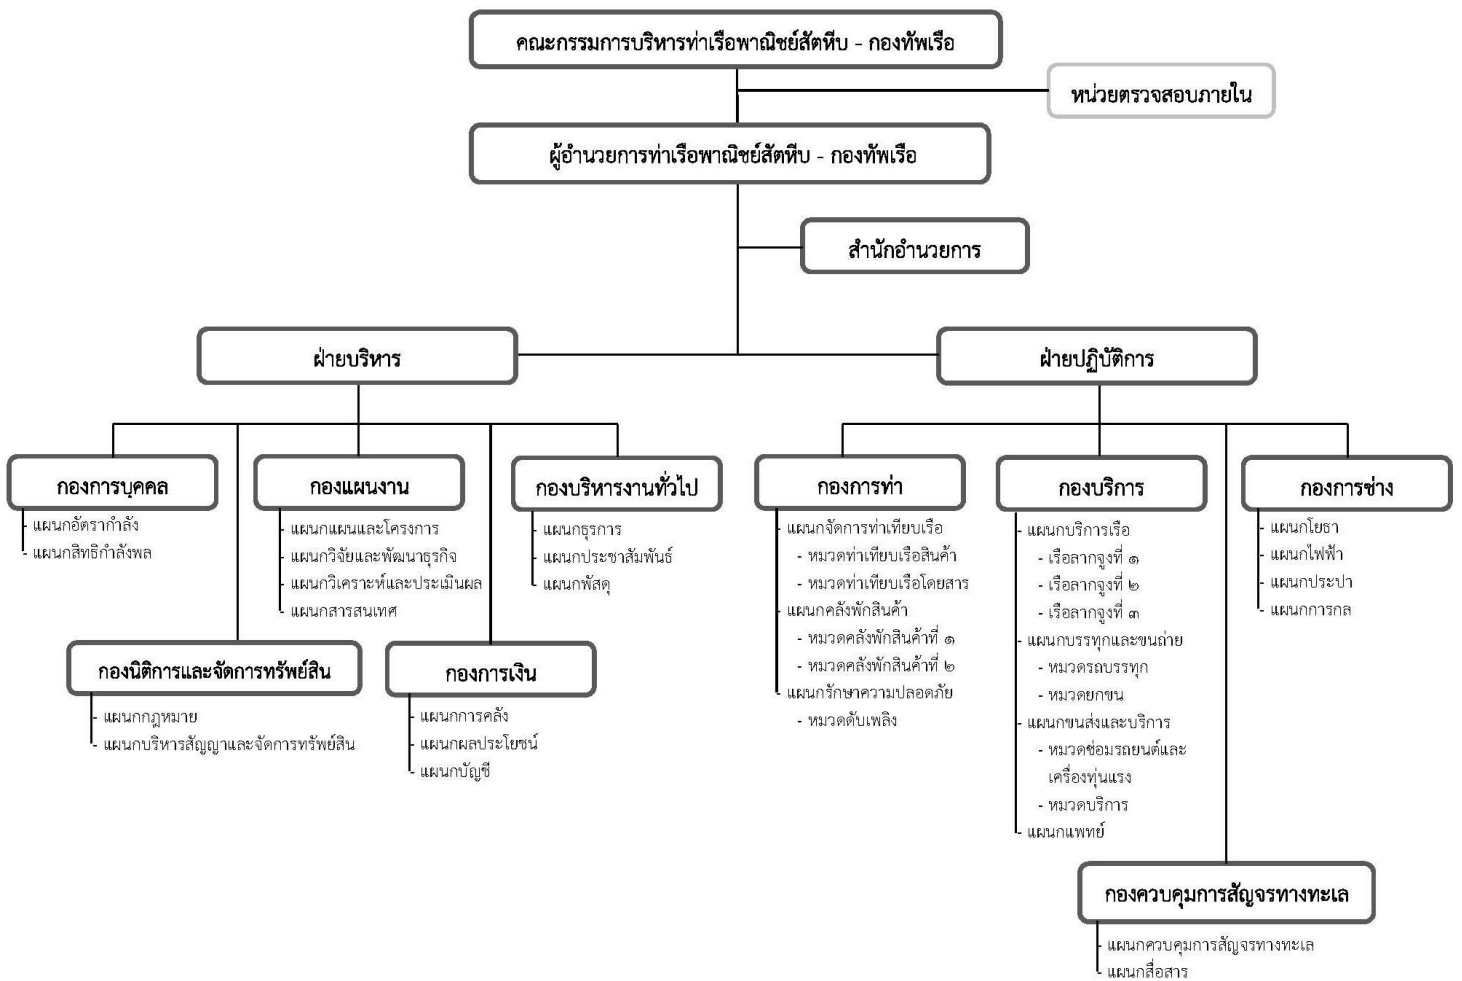 คณะกรรมการบริหารท่าเรือพาณิชย์สัตหีบ - กองทัพเรือ
หน่วยตรวจสอบภายใน
ผู้อำนวยการท่าเรือพาณิชย์สัตหีบ - กองทัพเรือ
สำนักอำนวยการ
ฝ่ายบริหาร
ฝ่ายปฏิบัติการ
กองการบุคคล
- แผนกอัตรากำลัง
- แผนกสิทธิกำลังพล
กองแผนงาน
- แผนกแผนและโครงการ
- แผนกวิจัยและพัฒนาธุรกิจ
- แผนกวิเคราะห์และประเมินผล
- แผนกสารสนเทศ
กองบริหารงานทั่วไป
- แผนกธุรการ
- แผนกประชาสัมพันธ์
- แผนกพัสดุ
กองนิติการและจัดการทรัพย์สิน
- แผนกกฎหมาย
- แผนกบริหารสัญญาและจัดการทรัพย์สิน
กองการเงิน
- แผนกการคลัง
- แผนกผลประโยชน์
- แผนกบัญชี
กองการท่า
- แผนกจัดการท่าเทียบเรือ
- หมวดท่าเทียบเรือสินค้า
- หมวดท่าเทียบเรือโดยสาร
- แผนกคลังพักสินค้า
- หมวดคลังพักสินค้าที่ ๑
- หมวดคลังพักสินค้าที่ ๒
- แผนกรักษาความปลอดภัย
- หมวดดับเพลิง
กองบริการ
- แผนกบริการเรือ
- เรือลากจูงที่ ๑
- เรือลากจูงที่ ๒
- เรือลากจูงที่ ๓
- แผนกบรรทุกและขนถ่าย
- หมวดรถบรรทุก
- หมวดยกขน
- แผนกขนส่งและบริการ
- หมวดซ่อมรถยนต์และ
เครื่องทุ่นแรง
- หมวดบริการ
- แผนกแพทย์
กองการช่าง
- แผนกโยธา
- แผนกไฟฟ้า
- แผนกประปา
- แผนกการกล
กองควบคุมการสัญจรทางทะเล
- แผนกควบคุมการสัญจรทางทะเล
- แผนกสื่อสาร